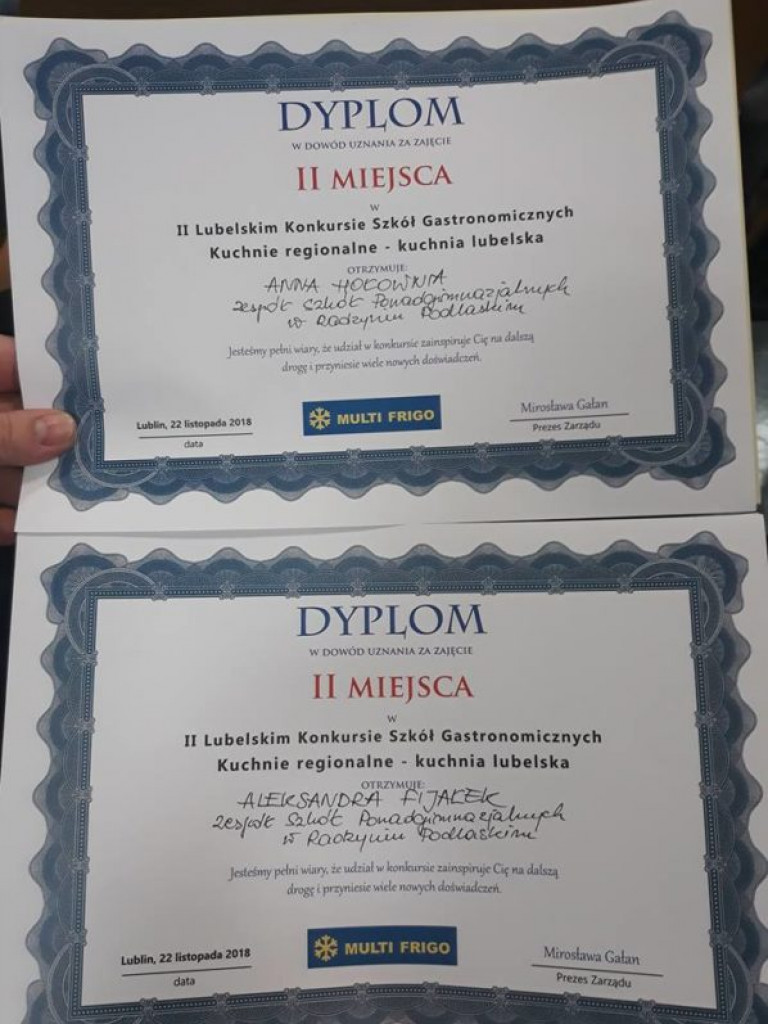 DYPLOM
W DOWÓD UZNANIA ZA ZAJĘCIE
II MIEJSCA
W
II Lubelskim Konkursie Szkół Gastronomicznych
Kuchnie regionalne - kuchnia lubelska
OTRZYMUJE:
ANNA HOŁOWNIA
Zespół Szkół Ponadgimnazjalnych
w Radzyniu Podlaskim
Jesteśmy pełni wiary, że udział w konkursie zainspiruje Cię na dalszą
drogę i przyniesie wiele nowych doświadczeń.
Lublin, 22 listopada 2018
data
MULTI FRIGO
Mirosława Gałan
Prezes Zarządu
DYPLOM
W DOWÓD UZNANIA ZA ZAJĘCIE
II MIEJSCA
W
II Lubelskim Konkursie Szkół Gastronomicznych
Kuchnie regionalne - kuchnia lubelska
OTRZYMUJE:
ALEKSANDRA FIJAŁEK
Zespół Szkół Ponadgimnazjalnych
w Radzyniu Podlaskim
Jesteśmy pełni wiary, że udział w konkursie zainspiruje Cię na dalszą
drogę i przyniesie wiele nowych doświadczeń.
Lublin, 22 listopada 2018
data
MULTI FRIGO
Mirosława Gałan
Prezes Zarządu